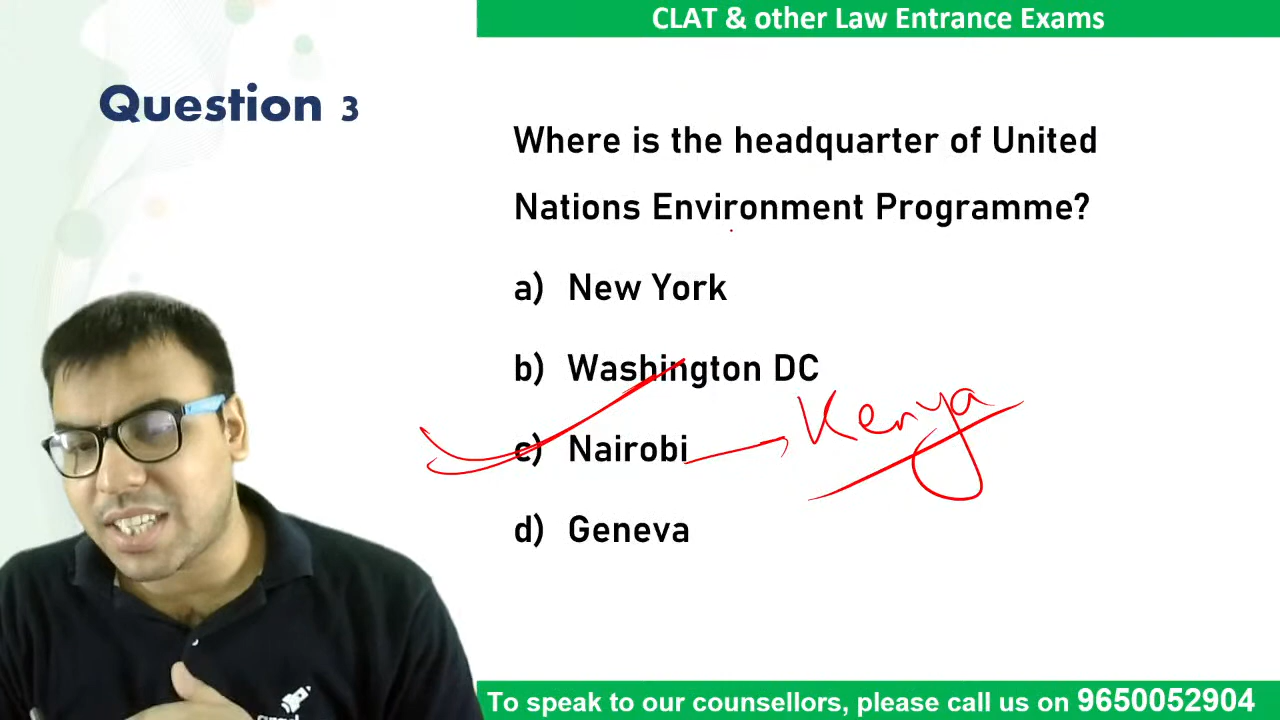 CLAT & other Law Entrance Exams
Question 3
Where is the headquarter of United
Nations Environment Programme?
a) New York
b) Washington DC
c) Nairobi Kenya
d) Geneva
To speak to our counsellors, please call us on 9650052904